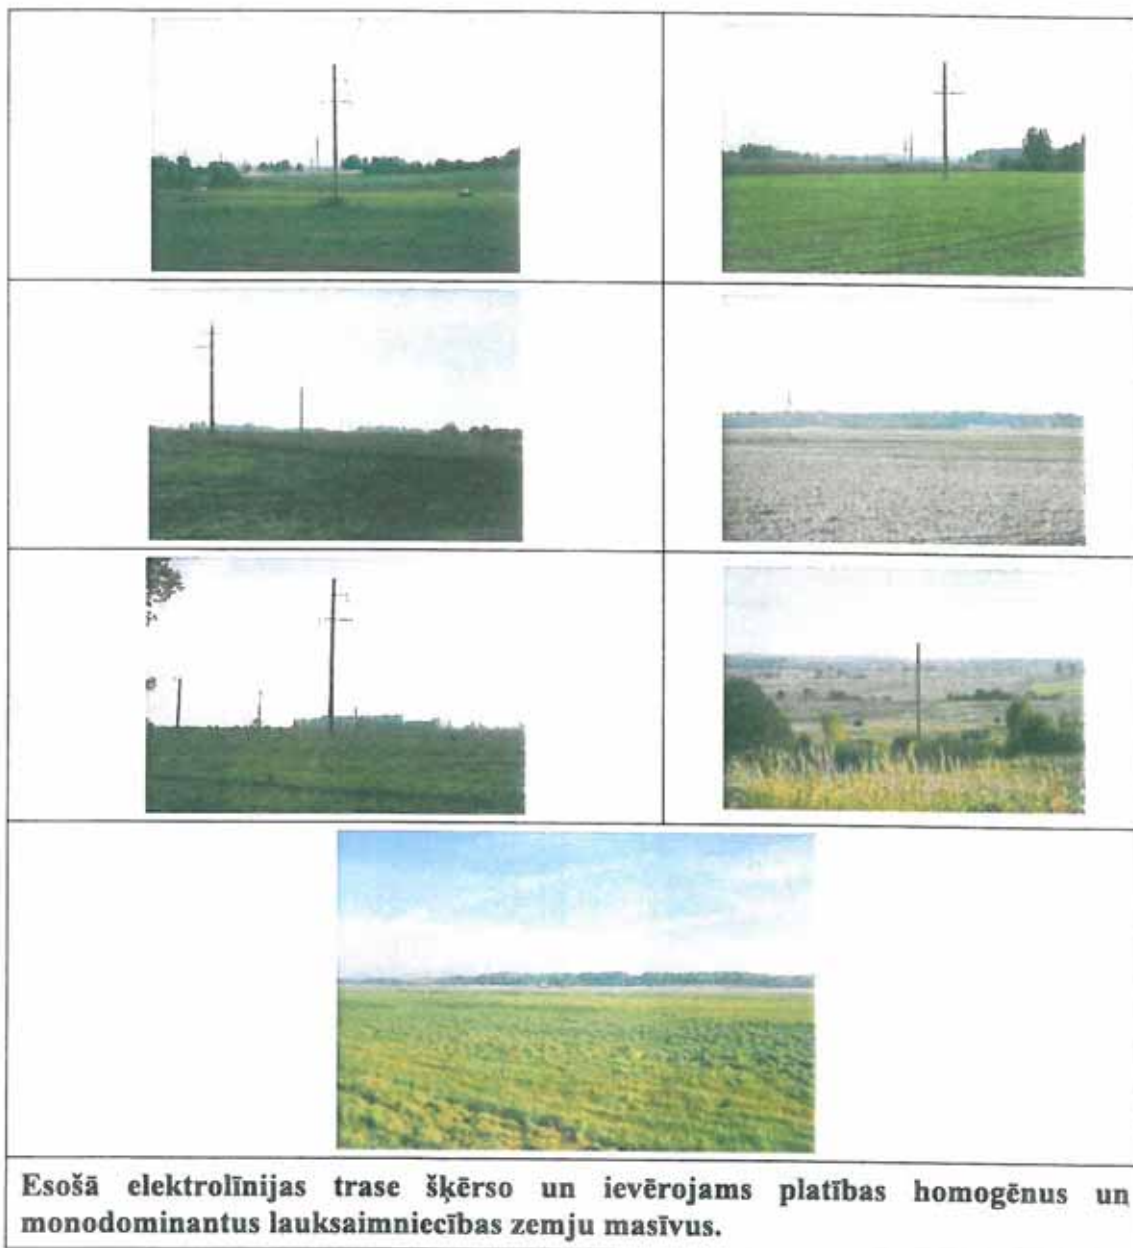 Esošā elektrolīnijas trase šķērso un ievērojams platības homogēnus un
monodominantus lauksaimniecības zemju masīvus.